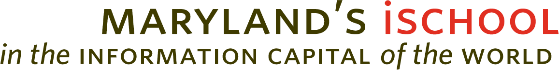 MARYLAND'S iSCHOOL
in the INFORMATION CAPITAL of the WORLD